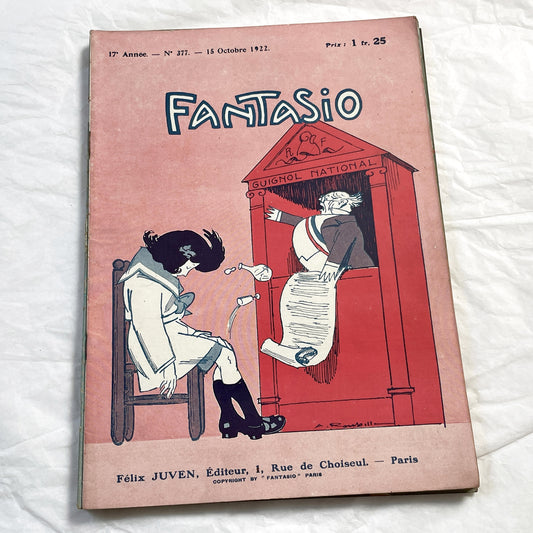 17e Année. — No 377. — 15 Octobre 1922.
Prix : 1 fr. 25
FANTASIO
R F
GUIGNOL NATIONAL
Félix JUVEN, Éditeur, 1, Rue de Choiseul. — Paris
COPYRIGHT BY "FANTASIO" PARIS